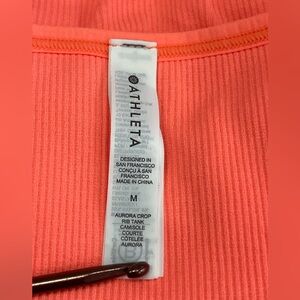 ATHLETA
DESIGNED IN
SAN FRANCISCO
CONÇU À SAN
FRANCISCO
MADE IN CHINA
M
AURORA CROP
RIB TANK
CAMISOLE
COURTE
CÔTELÉE
AURORA